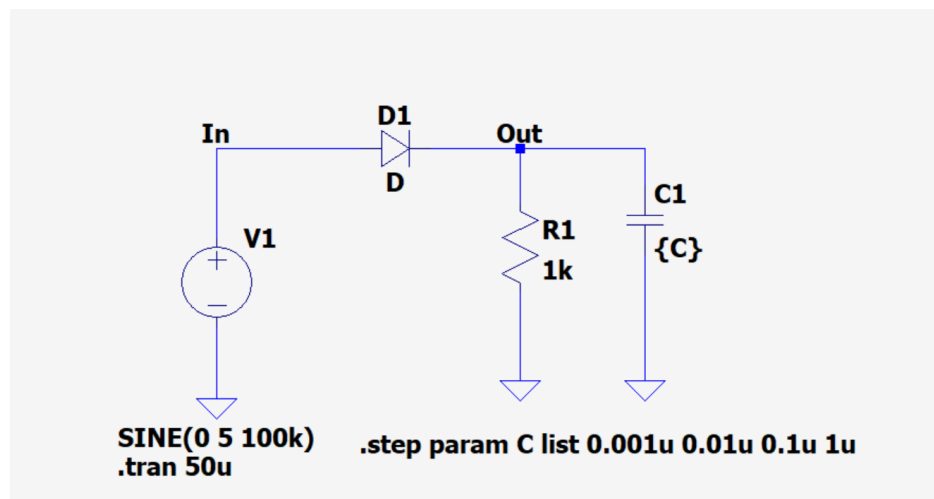 D1
In
Out
D
C1
V1
R1
{C}
1k
SINE(0 5 100k)
.step param C list 0.001u 0.01u 0.1u 1u
.tran 50u